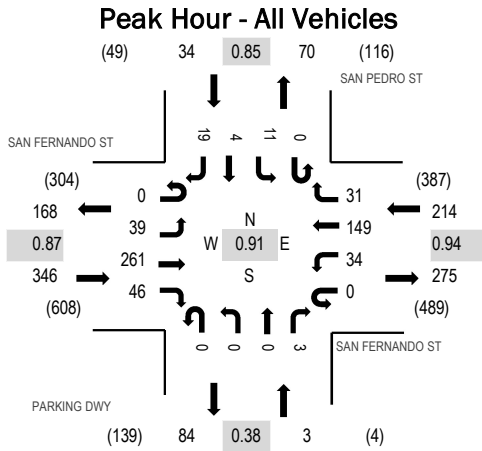 Peak Hour - All Vehicles
(49) 34 0.85 70 (116)
SAN PEDRO ST
SAN FERNANDO ST
19 4 11 0
(304) 0 31 (387)
168 39 149 214
N
0.87 W 0.91 E 0.94
S
346 261 34 275
(608) 46 0 (489)
0 0 0 3
SAN FERNANDO ST
PARKING DWY
(139) 84 0.38 3 (4)